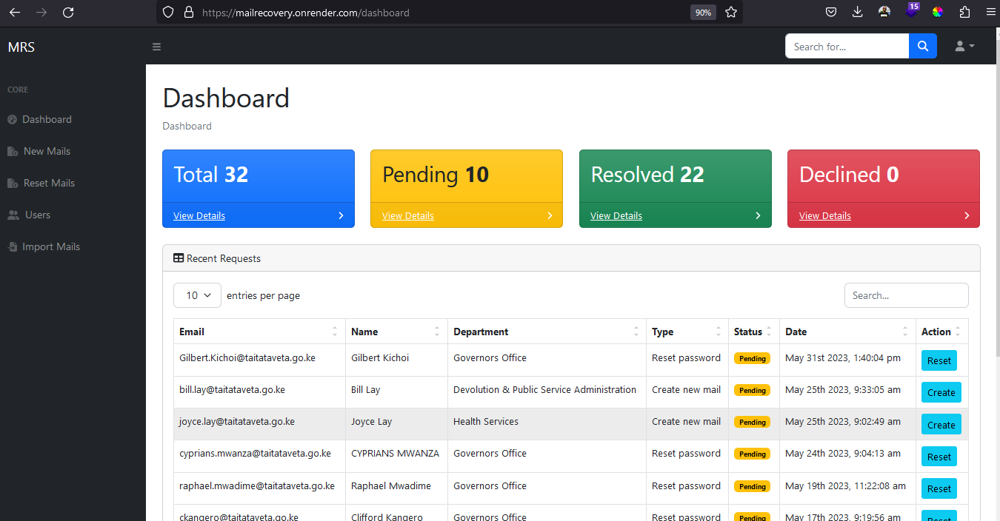 https://mailrecovery.onrender.com/dashboard
90%
15
MRS
Search for...
CORE
Dashboard
New Mails
Reset Mails
Users
Import Mails
Dashboard
Dashboard
Total 32
View Details
Pending 10
View Details
Resolved 22
View Details
Declined 0
View Details
Recent Requests
10 entries per page
Search...
Email Name Department Type Status Date Action
Gilbert.Kichoi@taitataveta.go.ke Gilbert Kichoi Governors Office Reset password Pending May 31st 2023, 1:40:04 pm Reset
bill.lay@taitataveta.go.ke Bill Lay Devolution & Public Service Administration Create new mail Pending May 25th 2023, 9:33:05 am Create
joyce.lay@taitataveta.go.ke Joyce Lay Health Services Create new mail Pending May 25th 2023, 9:02:49 am Create
cyprians.mwanza@taitataveta.go.ke CYPRIANS MWANZA Governors Office Reset password Pending May 24th 2023, 9:04:13 am Reset
raphael.mwadime@taitataveta.go.ke Raphael Mwadime Governors Office Reset password Pending May 19th 2023, 11:22:08 am Reset
ckangero@taitataveta.go.ke Clifford Kangero Governors Office Reset password Pending May 17th 2023, 9:19:56 am Reset